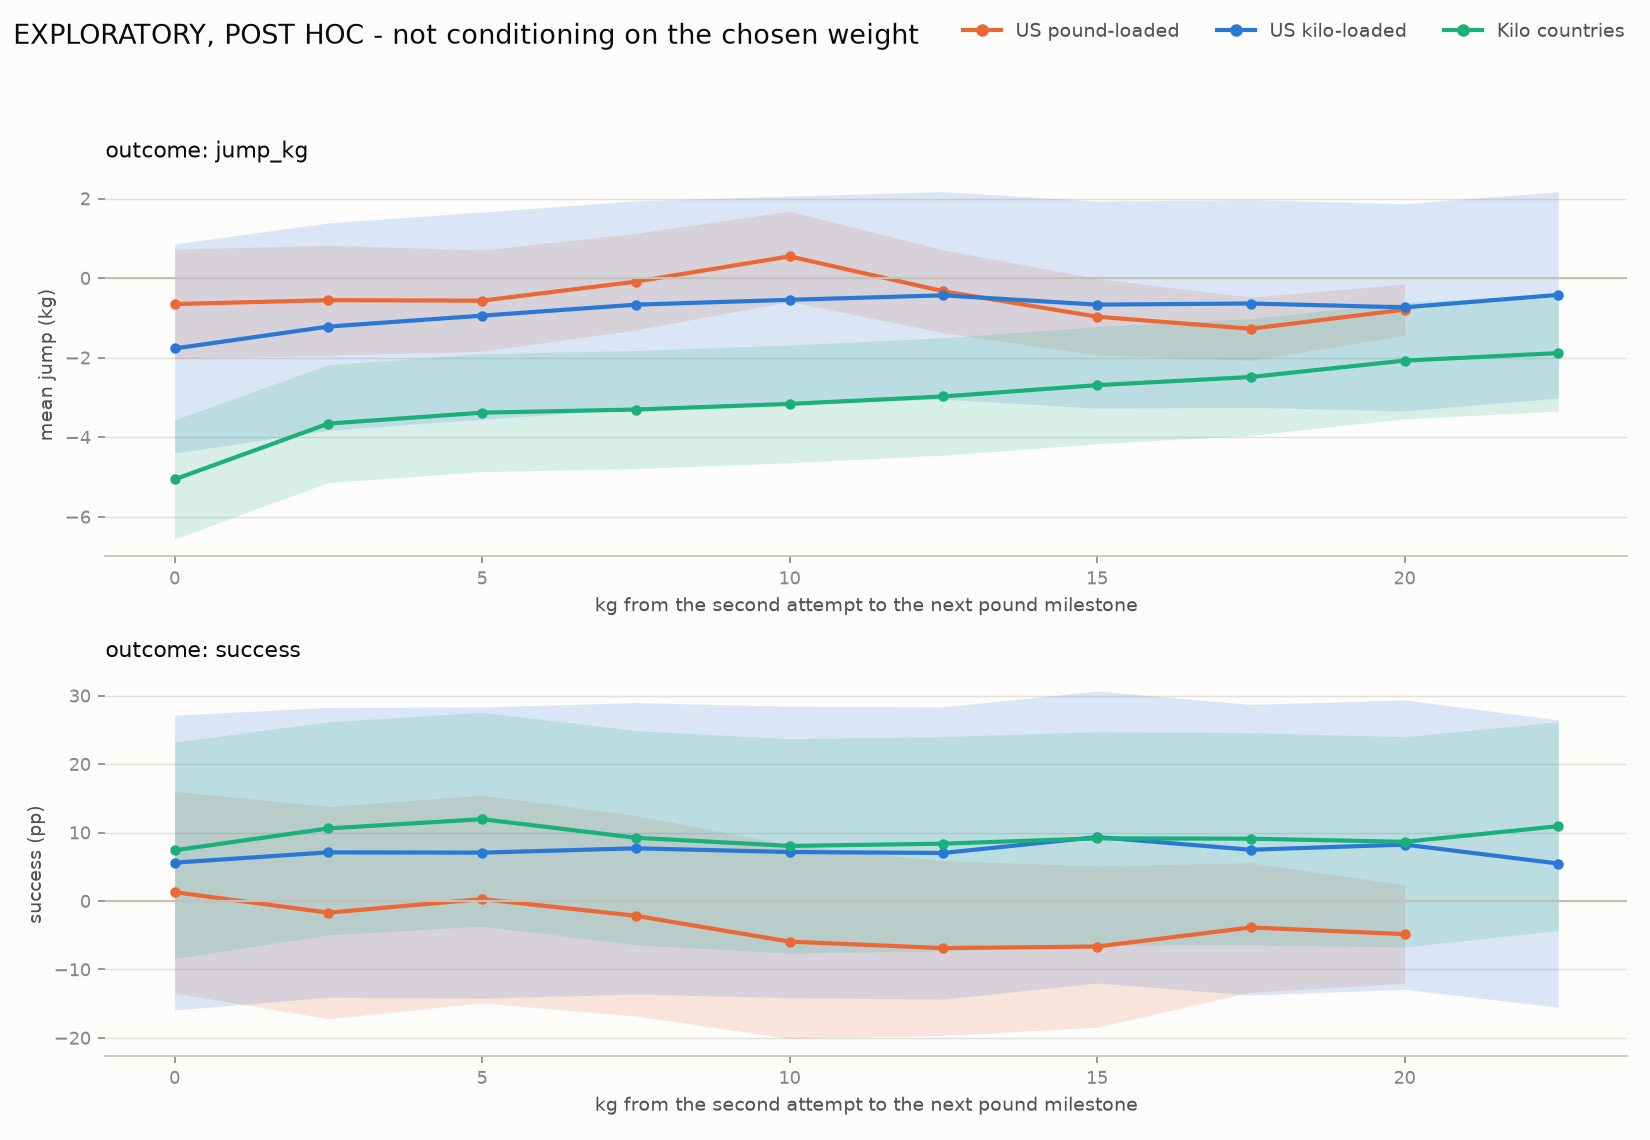 EXPLORATORY, POST HOC - not conditioning on the chosen weight
US pound-loaded
US kilo-loaded
Kilo countries
outcome: jump_kg
mean jump (kg)
2
0
−2
−4
−6
0
5
10
15
20
kg from the second attempt to the next pound milestone
outcome: success
success (pp)
30
20
10
0
−10
−20
0
5
10
15
20
kg from the second attempt to the next pound milestone